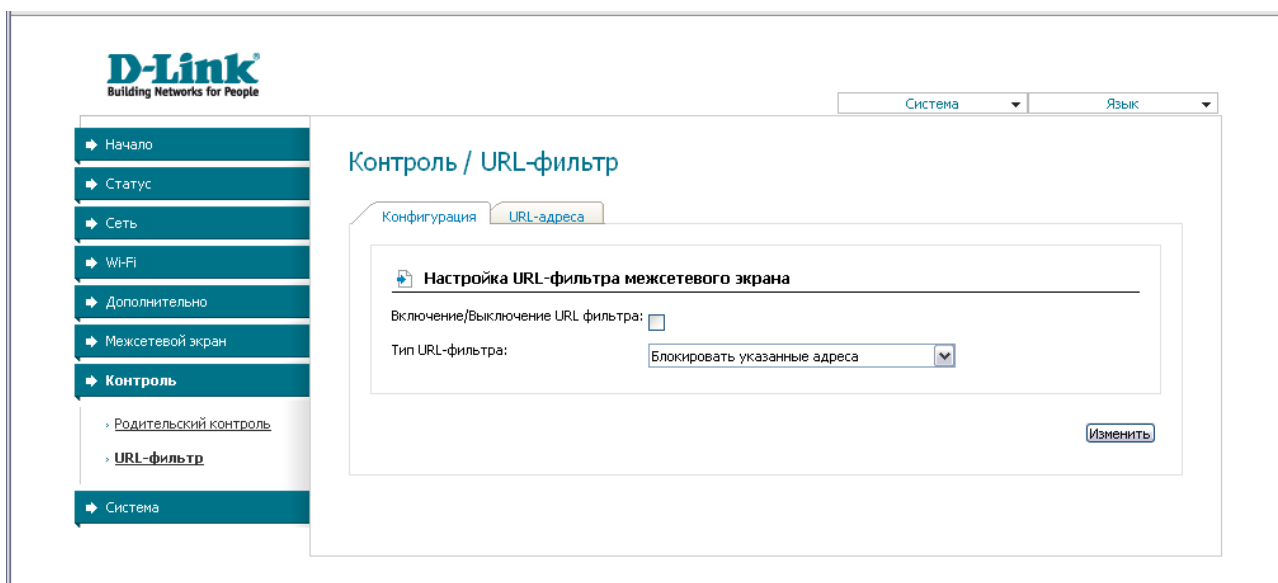 D-Link®
Building Networks for People
Система
Язык
Начало
Статус
Сеть
Wi-Fi
Дополнительно
Межсетевой экран
Контроль
Родительский контроль
URL-фильтр
Система
Контроль / URL-фильтр
Конфигурация
URL-адреса
Настройка URL-фильтра межсетевого экрана
Включение/Выключение URL фильтра:
Тип URL-фильтра:
Блокировать указанные адреса
Изменить